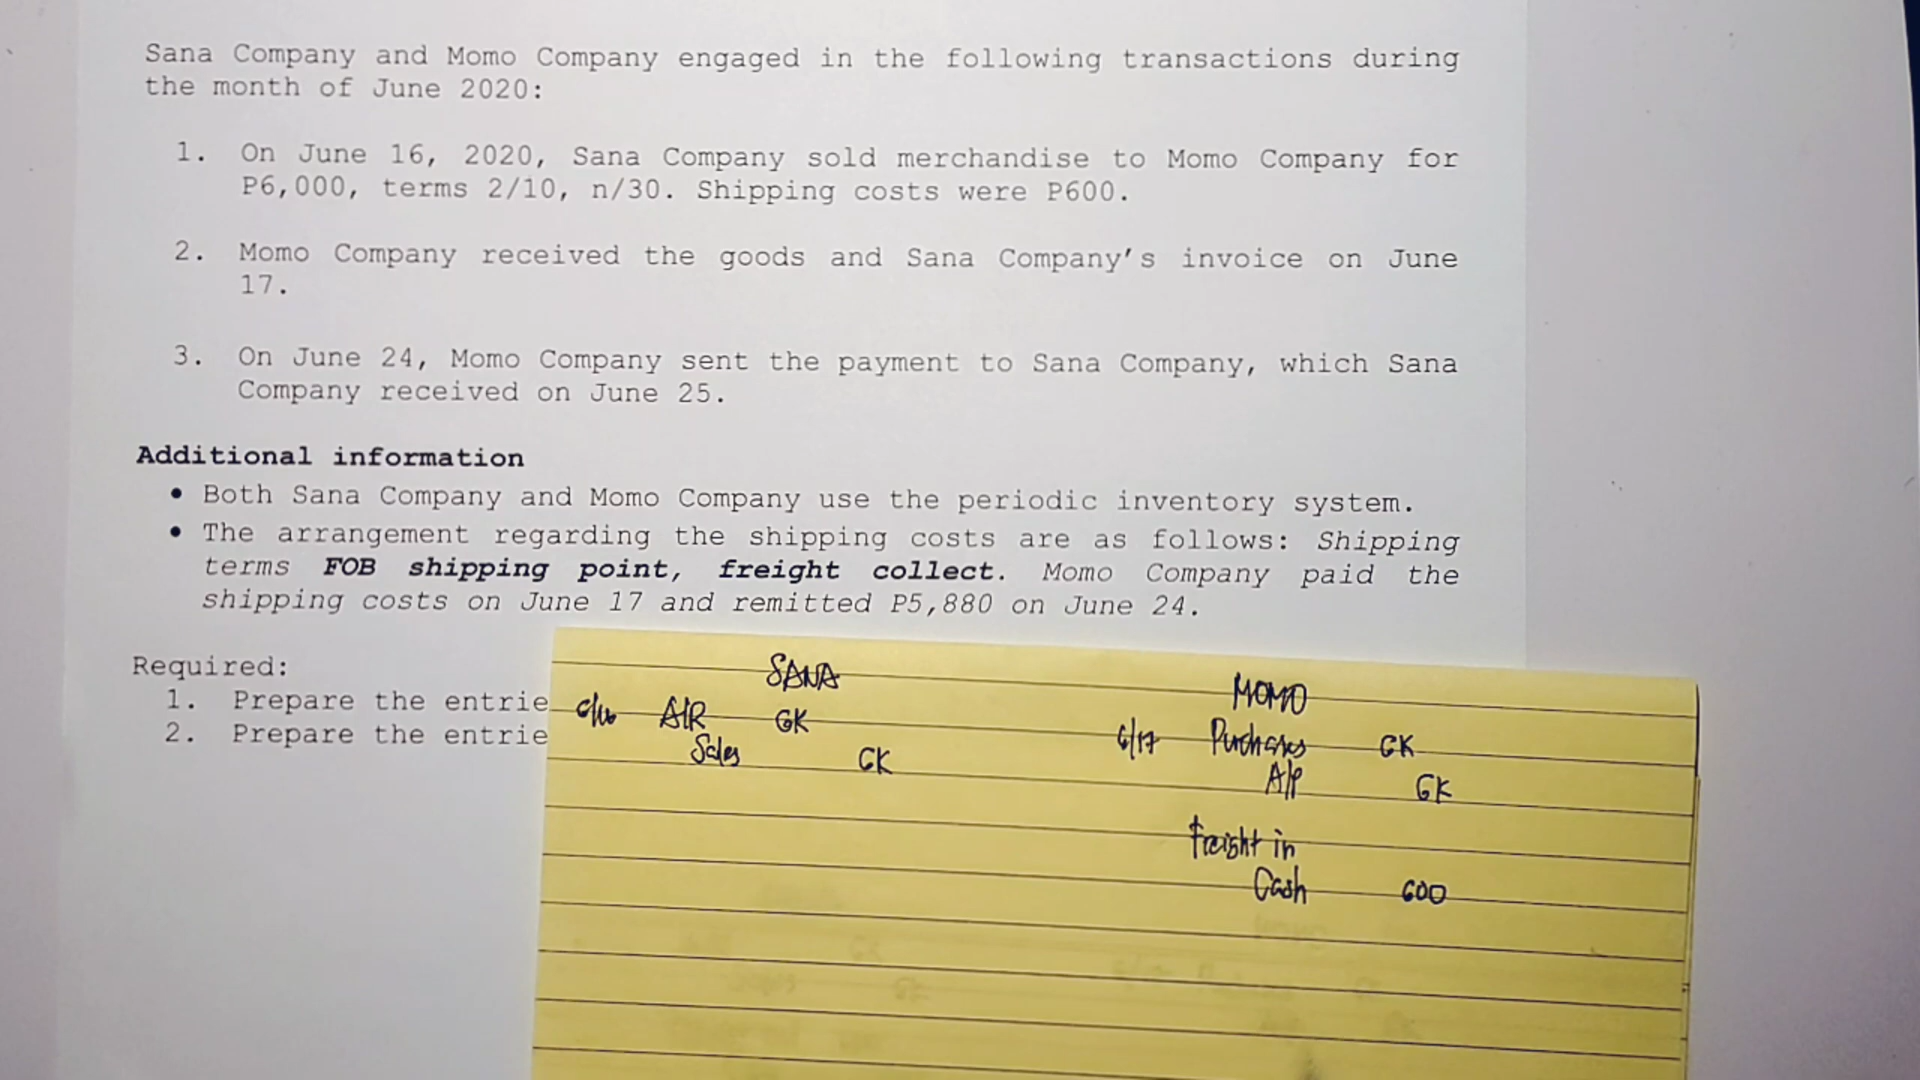 Sana Company and Momo Company engaged in the following transactions during
the month of June 2020:
1. On June 16, 2020, Sana Company sold merchandise to Momo Company for
P6,000, terms 2/10, n/30. Shipping costs were P600.
2. Momo Company received the goods and Sana Company's invoice on June
17.
3. On June 24, Momo Company sent the payment to Sana Company, which Sana
Company received on June 25.
Additional information
• Both Sana Company and Momo Company use the periodic inventory system.
• The arrangement regarding the shipping costs are as follows: Shipping
terms FOB shipping point, freight collect. Momo Company paid the
shipping costs on June 17 and remitted P5,880 on June 24.
Required:
1. Prepare the entrie
2. Prepare the entrie
SANA
6/16 A/R 6K
Sales 6K
MOMO
6/17 Purchases 6K
A/P 6K
Freight in
Cash 600